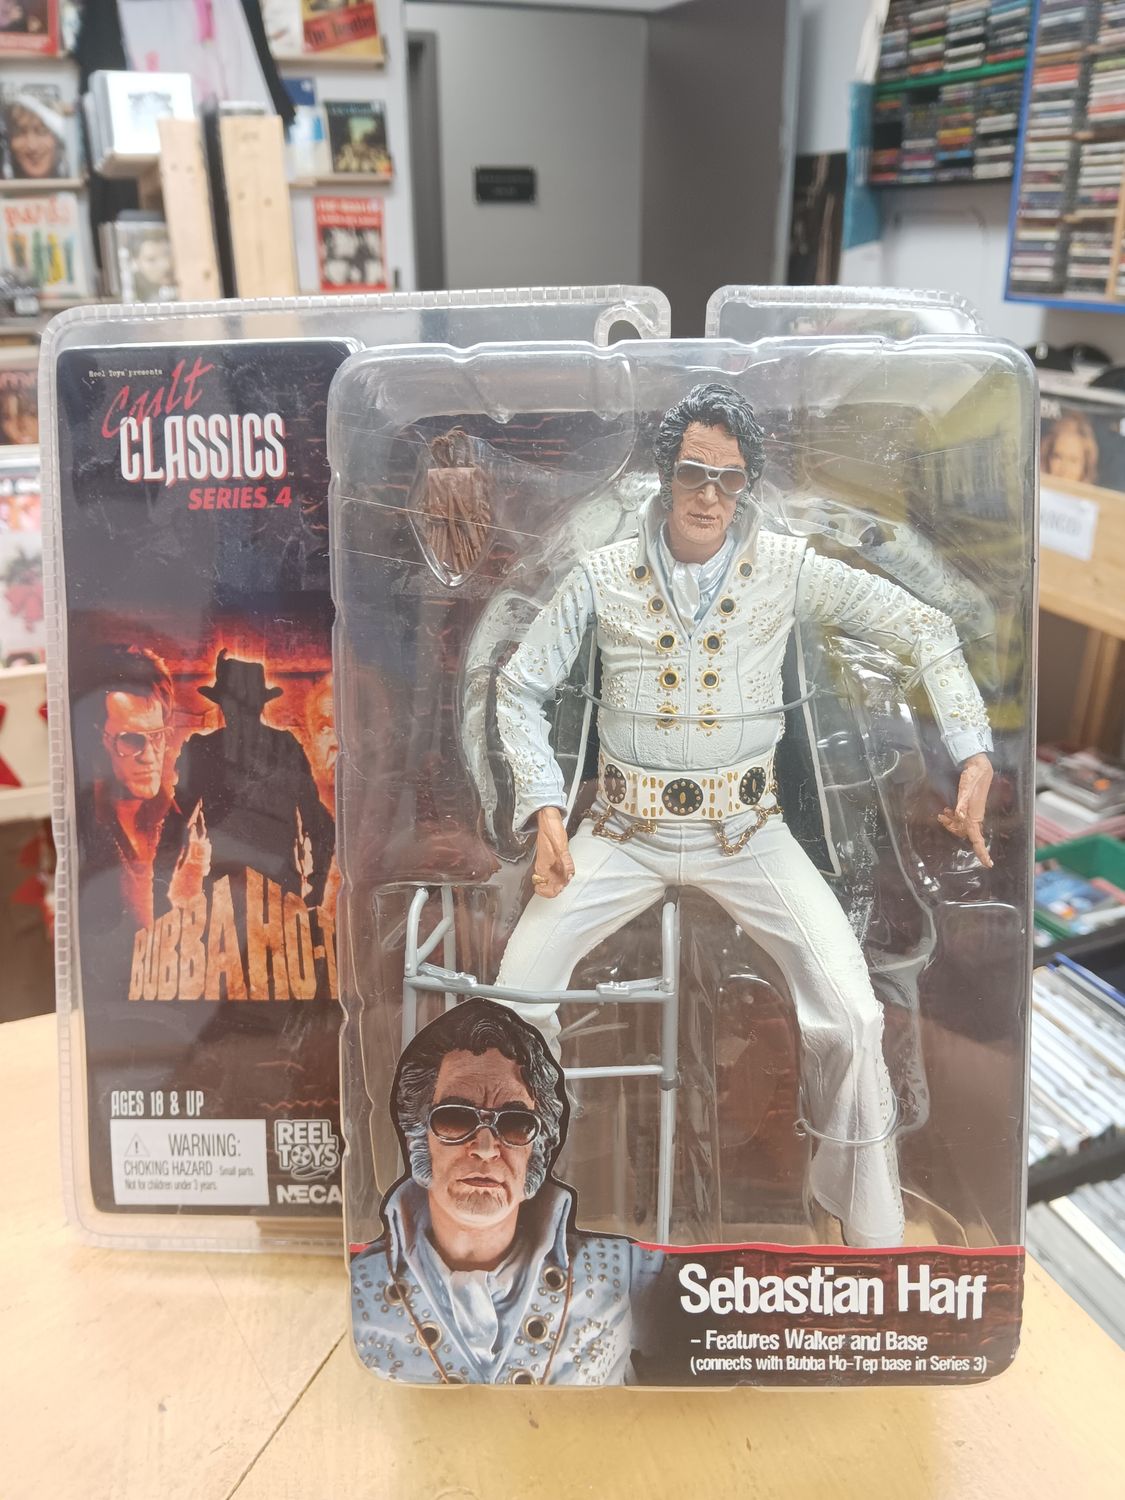 Reel Toys presents
Cult
CLASSICS
SERIES 4
BUBBA HO-T
AGES 18 & UP
WARNING:
CHOKING HAZARD - Small parts.
Not for children under 3 years.
REEL
TOYS
NECA
Sebastian Haff
- Features Walker and Base
(connects with Bubba Ho-Tep base in Series 3)